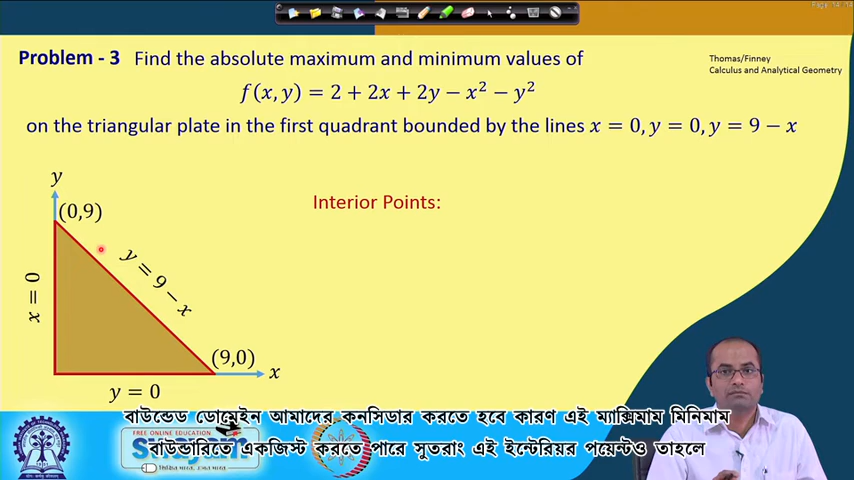 Page: 14 / 14
Problem - 3 Find the absolute maximum and minimum values of
f(x, y) = 2 + 2x + 2y − x² − y²
on the triangular plate in the first quadrant bounded by the lines x = 0, y = 0, y = 9 − x
Thomas/Finney
Calculus and Analytical Geometry
Interior Points:
y
(0,9)
y = 9 − x
x = 0
(9,0)
x
y = 0
FREE ONLINE EDUCATION
বাউন্ডেড ডোমেইন আমাদের কনসিডার করতে হবে কারণ এই ম্যাক্সিমাম মিনিমাম
বাউন্ডারিতে একজিস্ট করতে পারে সুতরাং এই ইন্টেরিয়র পয়েন্টও তাহলে